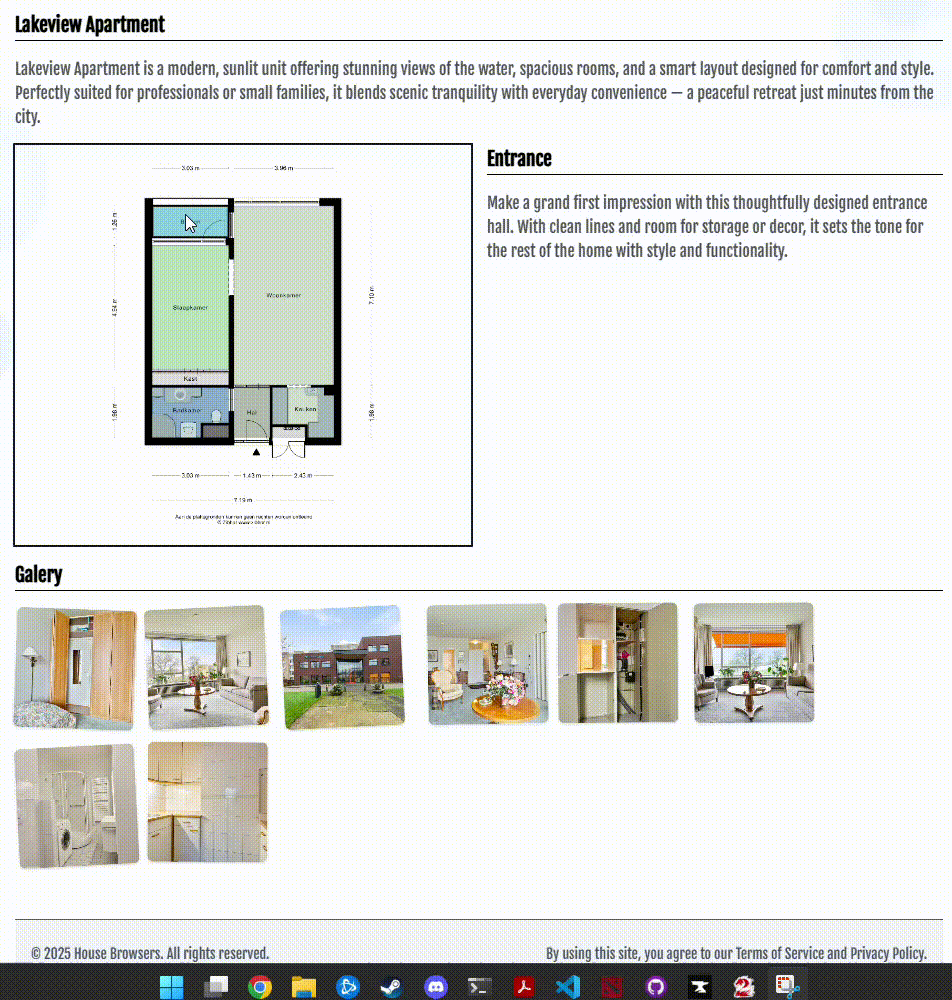 Lakeview Apartment
Lakeview Apartment is a modern, sunlit unit offering stunning views of the water, spacious rooms, and a smart layout designed for comfort and style.
Perfectly suited for professionals or small families, it blends scenic tranquility with everyday convenience — a peaceful retreat just minutes from the
city.
3.03 m
3.96 m
1.26 m
4.54 m
1.98 m
Slaapkamer
Woonkamer
7.10 m
Kast
Badkamer
Hal
Keuken
1.98 m
3.03 m
1.43 m
2.43 m
7.19 m
Entrance
Make a grand first impression with this thoughtfully designed entrance
hall. With clean lines and room for storage or decor, it sets the tone for
the rest of the home with style and functionality.
Galery
© 2025 House Browsers. All rights reserved.
By using this site, you agree to our Terms of Service and Privacy Policy.